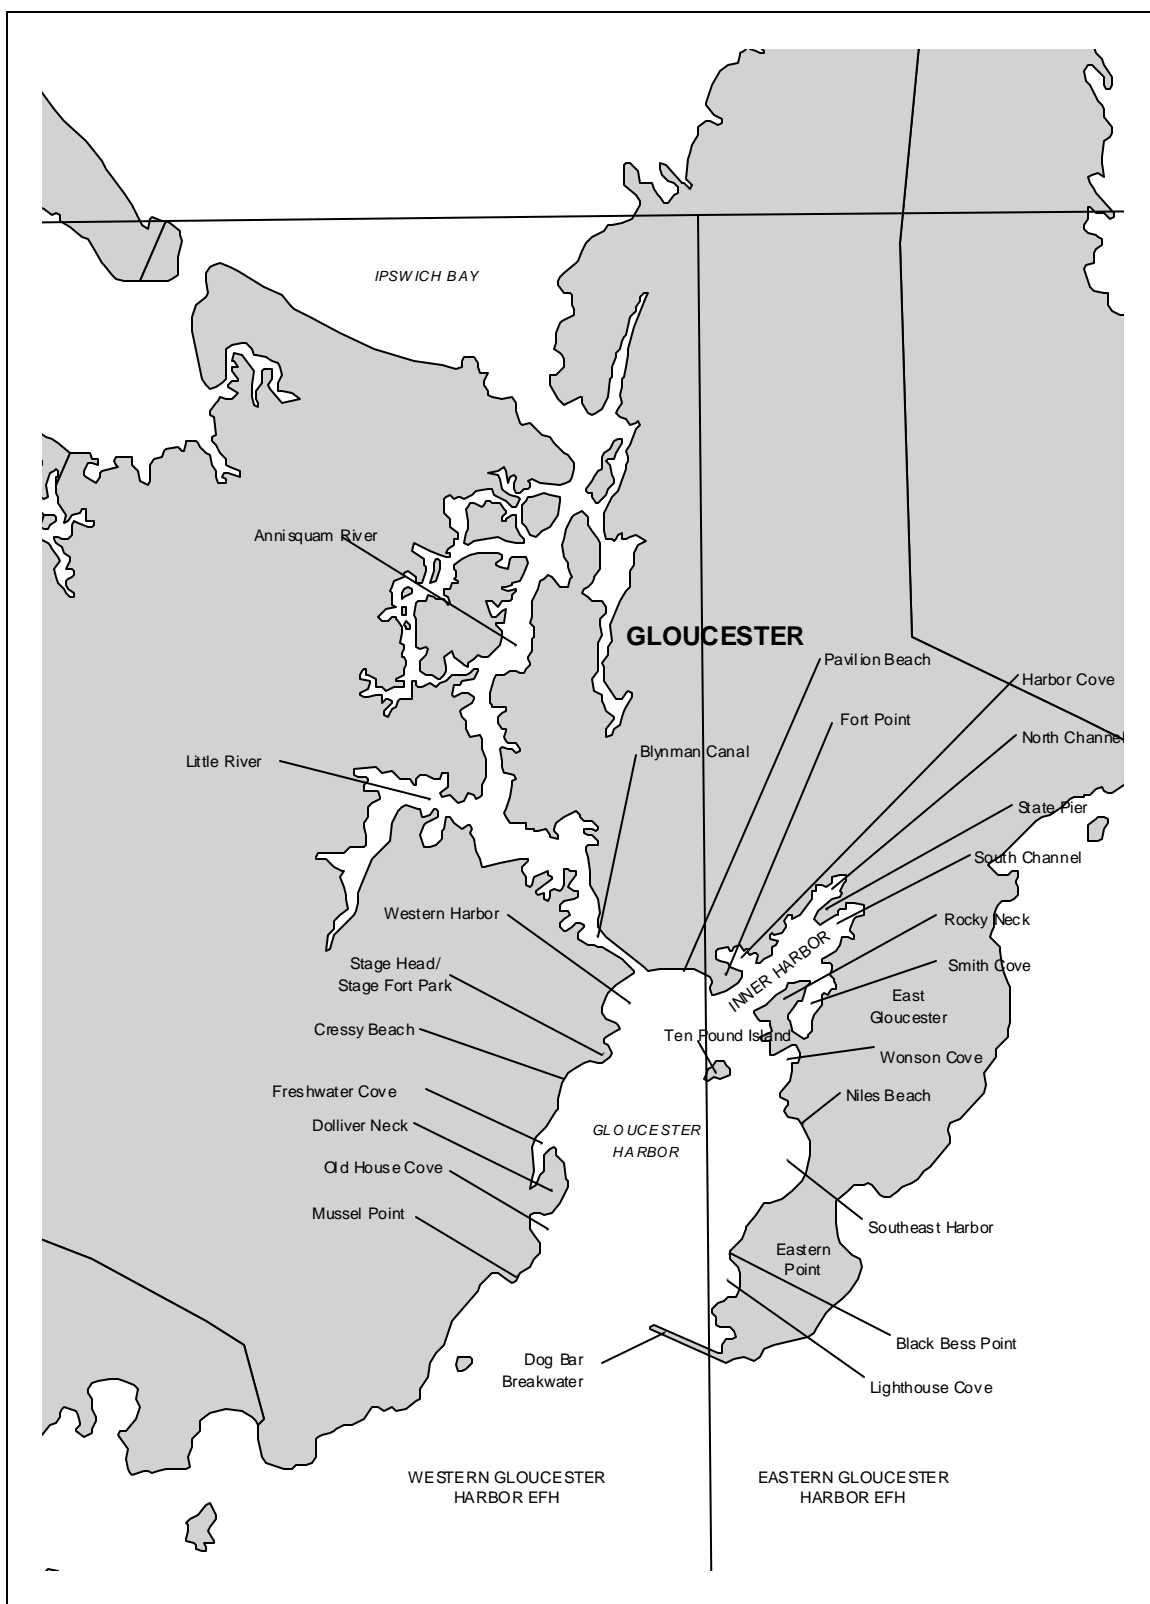 IPSWICH BAY
Annisquam River
GLOUCESTER
Pavilion Beach
Harbor Cove
Fort Point
North Channel
Blynman Canal
Little River
State Pier
South Channel
Western Harbor
Rocky Neck
INNER HARBOR
Stage Head/
Stage Fort Park
Smith Cove
East
Gloucester
Cressy Beach
Ten Pound Island
Wonson Cove
Freshwater Cove
Niles Beach
Dolliver Neck
GLOUCESTER
HARBOR
Old House Cove
Mussel Point
Southeast Harbor
Eastern
Point
Black Bess Point
Dog Bar
Breakwater
Lighthouse Cove
WESTERN GLOUCESTER
HARBOR EFH
EASTERN GLOUCESTER
HARBOR EFH